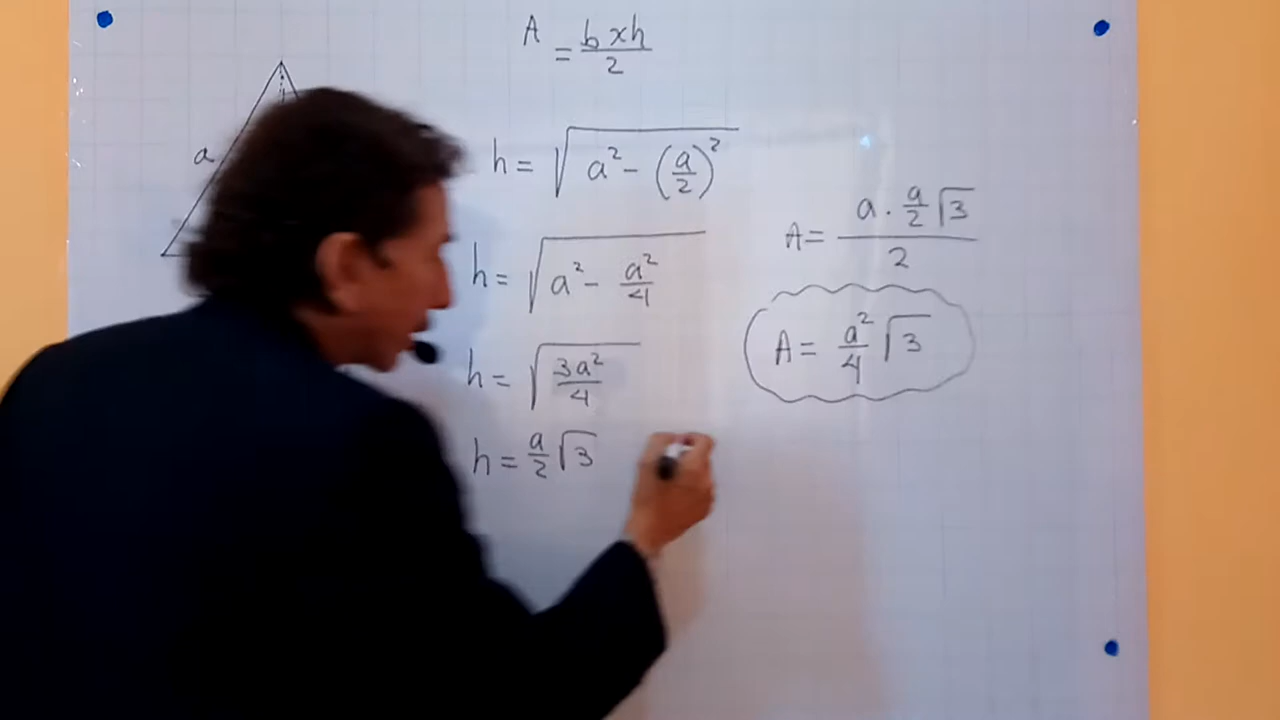 A = b x h / 2
a
h = √(a² - (a/2)²)
h = √(a² - a²/4)
h = √(3a²/4)
h = a/2 √3
A = (a · a/2 √3) / 2
A = a²/4 √3